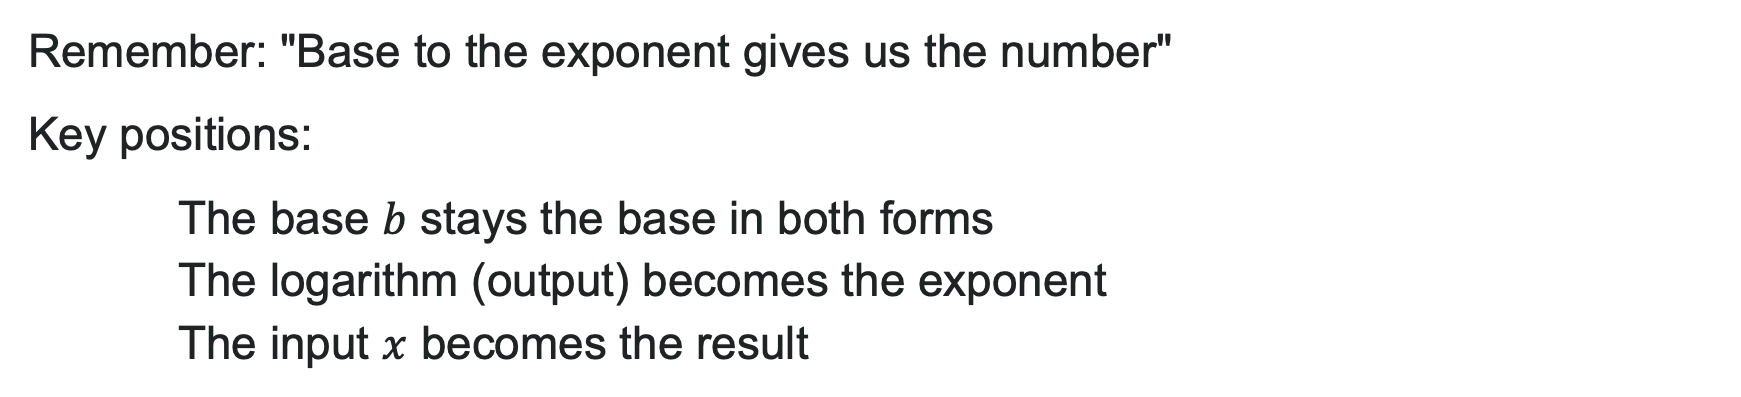 Remember: "Base to the exponent gives us the number"
Key positions:
The base b stays the base in both forms
The logarithm (output) becomes the exponent
The input x becomes the result